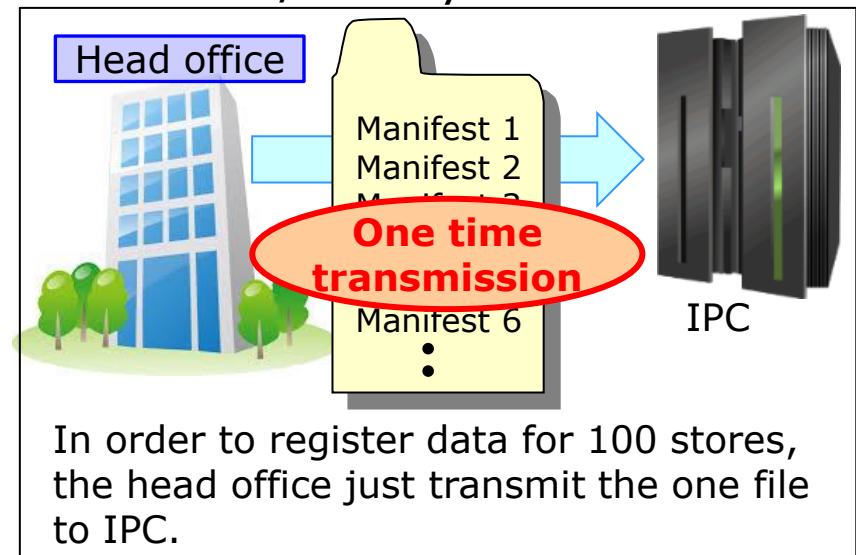 Head office
Manifest 1
Manifest 2
One time
transmission
Manifest 6
IPC
In order to register data for 100 stores,
the head office just transmit the one file
to IPC.